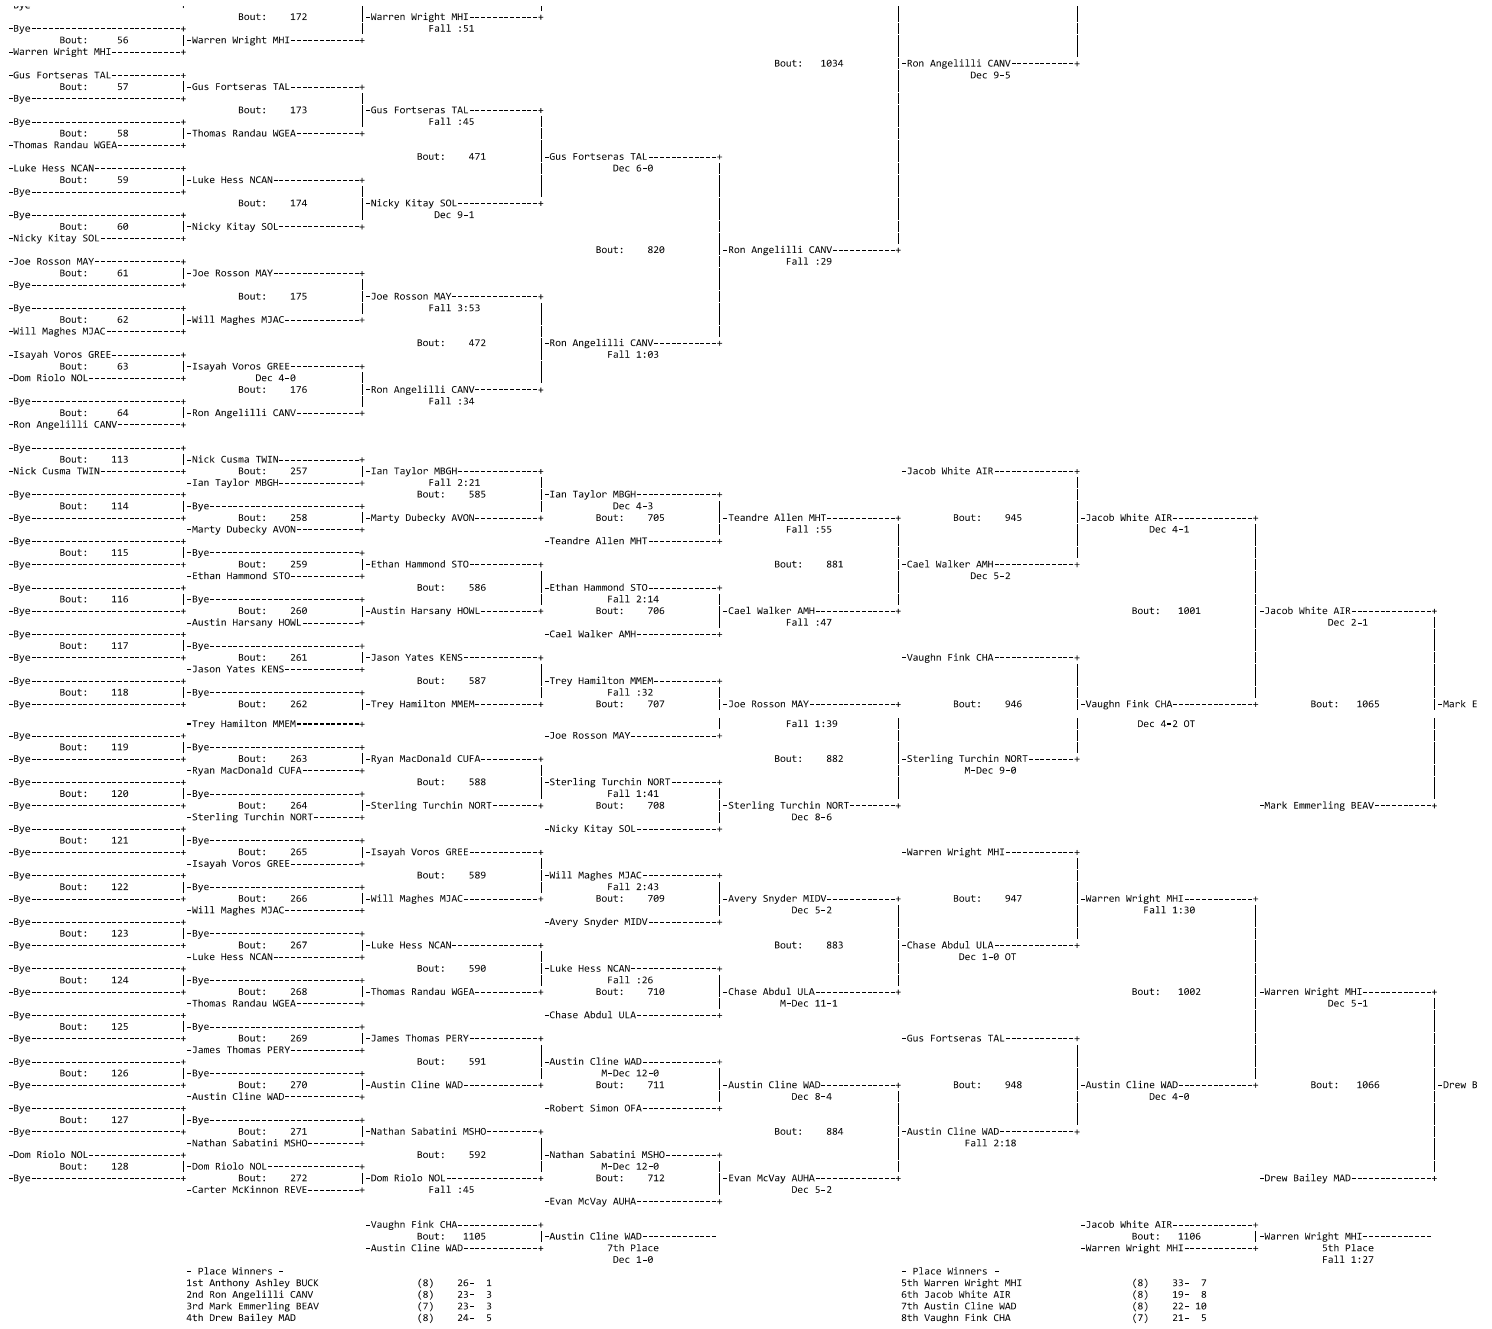 Bout: 172 |-Warren Wright MHI------------+
-Bye--------------------------+ Fall :51
Bout: 56 |-Warren Wright MHI------------+
-Warren Wright MHI------------+
Bout: 1034 |-Ron Angelilli CANV-----------+
-Gus Fortseras TAL------------+ Dec 9-5
Bout: 57 |-Gus Fortseras TAL------------+
-Bye--------------------------+
Bout: 173 |-Gus Fortseras TAL------------+
-Bye--------------------------+ Fall :45
Bout: 58 |-Thomas Randau WGEA-----------+
-Thomas Randau WGEA-----------+
Bout: 471 |-Gus Fortseras TAL------------+
-Luke Hess NCAN---------------+ Dec 6-0
Bout: 59 |-Luke Hess NCAN---------------+
-Bye--------------------------+
Bout: 174 |-Nicky Kitay SOL--------------+
-Bye--------------------------+ Dec 9-1
Bout: 60 |-Nicky Kitay SOL--------------+
-Nicky Kitay SOL--------------+
Bout: 820 |-Ron Angelilli CANV-----------+
-Joe Rosson MAY---------------+ Fall :29
Bout: 61 |-Joe Rosson MAY---------------+
-Bye--------------------------+
Bout: 175 |-Joe Rosson MAY---------------+
-Bye--------------------------+ Fall 3:53
Bout: 62 |-Will Maghes MJAC-------------+
-Will Maghes MJAC-------------+
Bout: 472 |-Ron Angelilli CANV-----------+
-Isayah Voros GREE------------+ Fall 1:03
Bout: 63 |-Isayah Voros GREE------------+
-Dom Riolo NOL----------------+ Dec 4-0
Bout: 176 |-Ron Angelilli CANV-----------+
-Bye--------------------------+ Fall :34
Bout: 64 |-Ron Angelilli CANV-----------+
-Ron Angelilli CANV-----------+
-Bye--------------------------+
Bout: 113 |-Nick Cusma TWIN--------------+
-Nick Cusma TWIN--------------+ Bout: 257 |-Ian Taylor MBGH--------------+ -Jacob White AIR--------------+
-Ian Taylor MBGH--------------+ Fall 2:21
-Bye--------------------------+ Bout: 585 |-Ian Taylor MBGH--------------+
Bout: 114 |-Bye--------------------------+ Dec 4-3
-Bye--------------------------+ Bout: 258 |-Marty Dubecky AVON-----------+ Bout: 705 |-Teandre Allen MHT------------+ Bout: 945 |-Jacob White AIR--------------+
-Marty Dubecky AVON-----------+ Fall :55 Dec 4-1
-Bye--------------------------+ -Teandre Allen MHT------------+
Bout: 115 |-Bye--------------------------+
-Bye--------------------------+ Bout: 259 |-Ethan Hammond STO------------+ Bout: 881 |-Cael Walker AMH--------------+
-Ethan Hammond STO------------+ Dec 5-2
-Bye--------------------------+ Bout: 586 |-Ethan Hammond STO------------+
Bout: 116 |-Bye--------------------------+ Fall 2:14
-Bye--------------------------+ Bout: 260 |-Austin Harsany HOWL----------+ Bout: 706 |-Cael Walker AMH--------------+ Bout: 1001 |-Jacob White AIR--------------+
-Austin Harsany HOWL----------+ Fall :47 Dec 2-1
-Bye--------------------------+ -Cael Walker AMH--------------+
Bout: 117 |-Bye--------------------------+
-Bye--------------------------+ Bout: 261 |-Jason Yates KENS-------------+ -Vaughn Fink CHA--------------+
-Jason Yates KENS-------------+
-Bye--------------------------+ Bout: 587 |-Trey Hamilton MMEM-----------+
Bout: 118 |-Bye--------------------------+ Fall :32
-Bye--------------------------+ Bout: 262 |-Trey Hamilton MMEM-----------+ Bout: 707 |-Joe Rosson MAY---------------+ Bout: 946 |-Vaughn Fink CHA--------------+ Bout: 1065 |-Mark E
-Trey Hamilton MMEM-----------+ Fall 1:39 Dec 4-2 OT
-Bye--------------------------+ -Joe Rosson MAY---------------+
Bout: 119 |-Bye--------------------------+
-Bye--------------------------+ Bout: 263 |-Ryan MacDonald CUFA----------+ Bout: 882 |-Sterling Turchin NORT--------+
-Ryan MacDonald CUFA----------+ M-Dec 9-0
-Bye--------------------------+ Bout: 588 |-Sterling Turchin NORT--------+
Bout: 120 |-Bye--------------------------+ Fall 1:41
-Bye--------------------------+ Bout: 264 |-Sterling Turchin NORT--------+ Bout: 708 |-Sterling Turchin NORT--------+ -Mark Emmerling BEAV----------+
-Sterling Turchin NORT--------+ Dec 8-6
-Bye--------------------------+ -Nicky Kitay SOL--------------+
Bout: 121 |-Bye--------------------------+
-Bye--------------------------+ Bout: 265 |-Isayah Voros GREE------------+ -Warren Wright MHI------------+
-Isayah Voros GREE------------+
-Bye--------------------------+ Bout: 589 |-Will Maghes MJAC-------------+
Bout: 122 |-Bye--------------------------+ Fall 2:43
-Bye--------------------------+ Bout: 266 |-Will Maghes MJAC-------------+ Bout: 709 |-Avery Snyder MIDV------------+ Bout: 947 |-Warren Wright MHI------------+
-Will Maghes MJAC-------------+ Dec 5-2 Fall 1:30
-Bye--------------------------+ -Avery Snyder MIDV------------+
Bout: 123 |-Bye--------------------------+
-Bye--------------------------+ Bout: 267 |-Luke Hess NCAN---------------+ Bout: 883 |-Chase Abdul ULA--------------+
-Luke Hess NCAN---------------+ Dec 1-0 OT
-Bye--------------------------+ Bout: 590 |-Luke Hess NCAN---------------+
Bout: 124 |-Bye--------------------------+ Fall :26
-Bye--------------------------+ Bout: 268 |-Thomas Randau WGEA-----------+ Bout: 710 |-Chase Abdul ULA--------------+ Bout: 1002 |-Warren Wright MHI------------+
-Thomas Randau WGEA-----------+ M-Dec 11-1 Dec 5-1
-Bye--------------------------+ -Chase Abdul ULA--------------+
Bout: 125 |-Bye--------------------------+
-Bye--------------------------+ Bout: 269 |-James Thomas PERY------------+ -Gus Fortseras TAL------------+
-James Thomas PERY------------+
-Bye--------------------------+ Bout: 591 |-Austin Cline WAD-------------+
Bout: 126 |-Bye--------------------------+ M-Dec 12-0
-Bye--------------------------+ Bout: 270 |-Austin Cline WAD-------------+ Bout: 711 |-Austin Cline WAD-------------+ Bout: 948 |-Austin Cline WAD-------------+ Bout: 1066 |-Drew B
-Austin Cline WAD-------------+ Dec 8-4 Dec 4-0
-Bye--------------------------+ -Robert Simon OFA-------------+
Bout: 127 |-Bye--------------------------+
-Bye--------------------------+ Bout: 271 |-Nathan Sabatini MSHO---------+ Bout: 884 |-Austin Cline WAD-------------+
-Nathan Sabatini MSHO---------+ Fall 2:18
-Dom Riolo NOL----------------+ Bout: 592 |-Nathan Sabatini MSHO---------+
Bout: 128 |-Dom Riolo NOL----------------+ M-Dec 12-0
-Bye--------------------------+ Bout: 272 |-Dom Riolo NOL----------------+ Bout: 712 |-Evan McVay AUHA--------------+ -Drew Bailey MAD--------------+
-Carter McKinnon REVE---------+ Fall :45 Dec 5-2
-Evan McVay AUHA--------------+
-Vaughn Fink CHA--------------+ -Jacob White AIR--------------+
Bout: 1105 |-Austin Cline WAD------------- Bout: 1106 |-Warren Wright MHI------------
-Austin Cline WAD-------------+ 7th Place -Warren Wright MHI------------+ 5th Place
Dec 1-0 Fall 1:27
- Place Winners - - Place Winners -
1st Anthony Ashley BUCK (8) 26- 1 5th Warren Wright MHI (8) 33- 7
2nd Ron Angelilli CANV (8) 23- 3 6th Jacob White AIR (8) 19- 8
3rd Mark Emmerling BEAV (7) 23- 3 7th Austin Cline WAD (8) 22- 10
4th Drew Bailey MAD (8) 24- 5 8th Vaughn Fink CHA (7) 21- 5